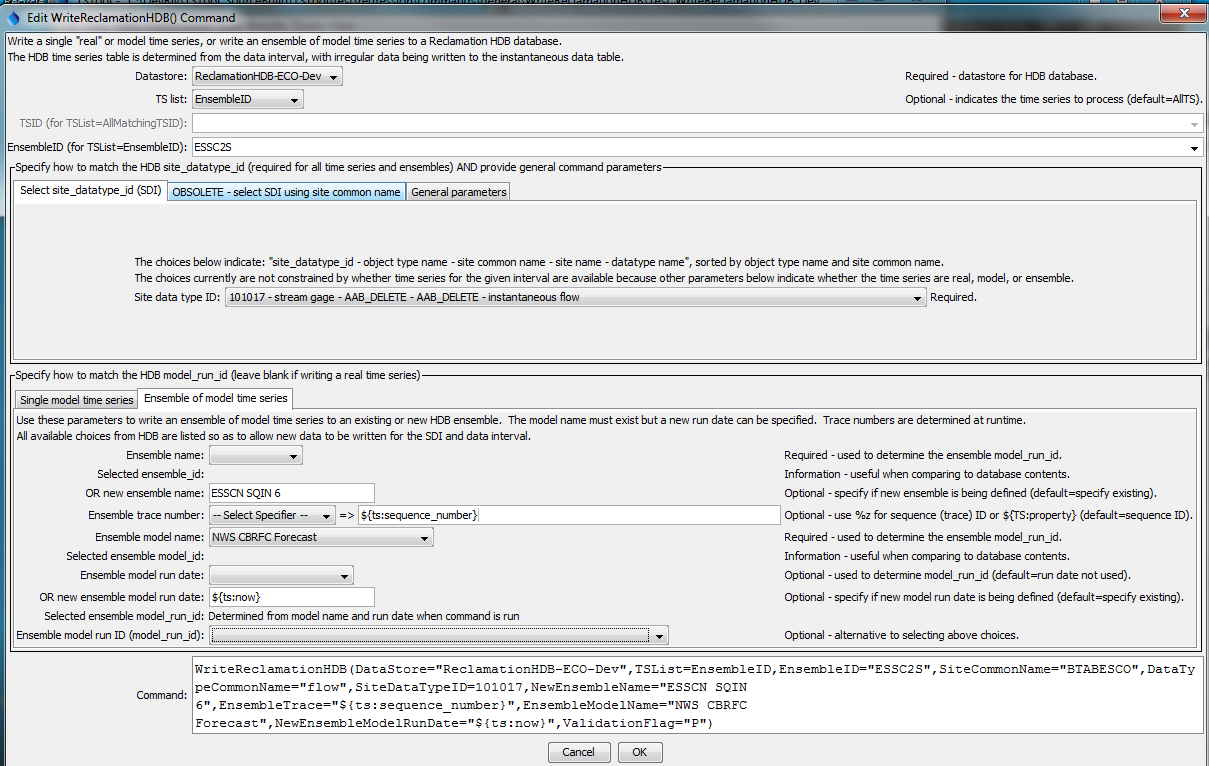 Edit WriteReclamationHDB() Command
Write a single "real" or model time series, or write an ensemble of model time series to a Reclamation HDB database.
The HDB time series table is determined from the data interval, with irregular data being written to the instantaneous data table.
Datastore: ReclamationHDB-ECO-Dev Required - datastore for HDB database.
TS list: EnsembleID Optional - indicates the time series to process (default=AllTS).
TSID (for TSList=AllMatchingTSID):
EnsembleID (for TSList=EnsembleID): ESSC2S
Specify how to match the HDB site_datatype_id (required for all time series and ensembles) AND provide general command parameters
Select site_datatype_id (SDI) OBSOLETE - select SDI using site common name General parameters
The choices below indicate: "site_datatype_id - object type name - site common name - site name - datatype name", sorted by object type name and site common name.
The choices currently are not constrained by whether time series for the given interval are available because other parameters below indicate whether the time series are real, model, or ensemble.
Site data type ID: 101017 - stream gage - AAB_DELETE - AAB_DELETE - instantaneous flow Required.
Specify how to match the HDB model_run_id (leave blank if writing a real time series)
Single model time series Ensemble of model time series
Use these parameters to write an ensemble of model time series to an existing or new HDB ensemble. The model name must exist but a new run date can be specified. Trace numbers are determined at runtime.
All available choices from HDB are listed so as to allow new data to be written for the SDI and data interval.
Ensemble name: Required - used to determine the ensemble model_run_id.
Selected ensemble_id: Information - useful when comparing to database contents.
OR new ensemble name: ESSCN SQIN 6 Optional - specify if new ensemble is being defined (default=specify existing).
Ensemble trace number: -- Select Specifier -- => ${ts:sequence_number} Optional - use %z for sequence (trace) ID or ${TS:property} (default=sequence ID).
Ensemble model name: NWS CBRFC Forecast Required - used to determine the ensemble model_run_id.
Selected ensemble model_id: Information - useful when comparing to database contents.
Ensemble model run date: Optional - used to determine model_run_id (default=run date not used).
OR new ensemble model run date: ${ts:now} Optional - specify if new model run date is being defined (default=specify existing).
Selected ensemble model_run_id: Determined from model name and run date when command is run
Ensemble model run ID (model_run_id): Optional - alternative to selecting above choices.
Command: WriteReclamationHDB(DataStore="ReclamationHDB-ECO-Dev",TSList=EnsembleID,EnsembleID="ESSC2S",SiteCommonName="BTABESCO",DataTy
peCommonName="flow",SiteDataTypeID=101017,NewEnsembleName="ESSCN SQIN
6",EnsembleTrace="${ts:sequence_number}",EnsembleModelName="NWS CBRFC
Forecast",NewEnsembleModelRunDate="${ts:now}",ValidationFlag="P")
Cancel OK